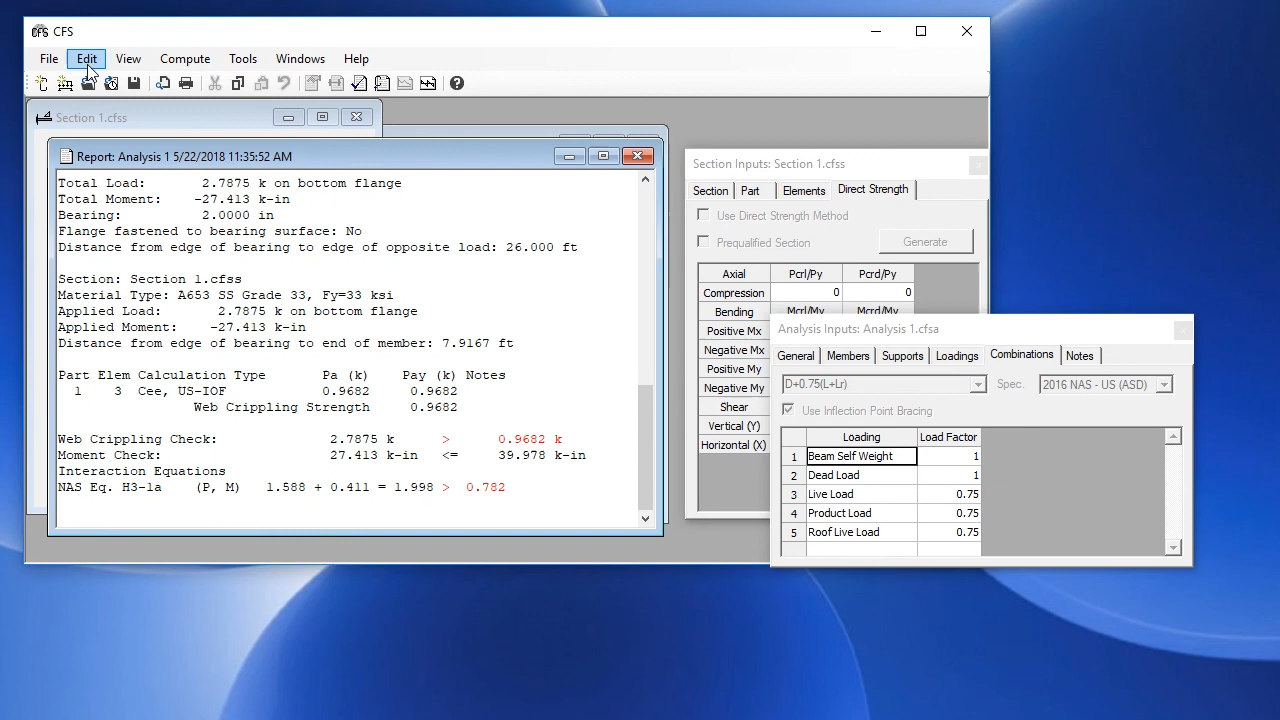 CFS CFS
File Edit View Compute Tools Windows Help
Section 1.cfss
Report: Analysis 1 5/22/2018 11:35:52 AM
Total Load: 2.7875 k on bottom flange
Total Moment: -27.413 k-in
Bearing: 2.0000 in
Flange fastened to bearing surface: No
Distance from edge of bearing to edge of opposite load: 26.000 ft
Section: Section 1.cfss
Material Type: A653 SS Grade 33, Fy=33 ksi
Applied Load: 2.7875 k on bottom flange
Applied Moment: -27.413 k-in
Distance from edge of bearing to end of member: 7.9167 ft
Part Elem Calculation Type Pa (k) Pay (k) Notes
1 3 Cee, US-IOF 0.9682 0.9682
Web Crippling Strength 0.9682
Web Crippling Check: 2.7875 k > 0.9682 k
Moment Check: 27.413 k-in <= 39.978 k-in
Interaction Equations
NAS Eq. H3-1a (P, M) 1.588 + 0.411 = 1.998 > 0.782
Section Inputs: Section 1.cfss
Section Part Elements Direct Strength
Use Direct Strength Method
Prequalified Section Generate
Axial Pcrl/Py Pcrd/Py
Compression 0 0
Bending Mcrl/My Mcrd/My
Positive Mx
Negative Mx
Positive My
Negative My
Shear
Vertical (Y)
Horizontal (X)
Analysis Inputs: Analysis 1.cfsa
General Members Supports Loadings Combinations Notes
D+0.75(L+Lr) Spec. 2016 NAS - US (ASD)
Use Inflection Point Bracing
Loading Load Factor
1 Beam Self Weight 1
2 Dead Load 1
3 Live Load 0.75
4 Product Load 0.75
5 Roof Live Load 0.75